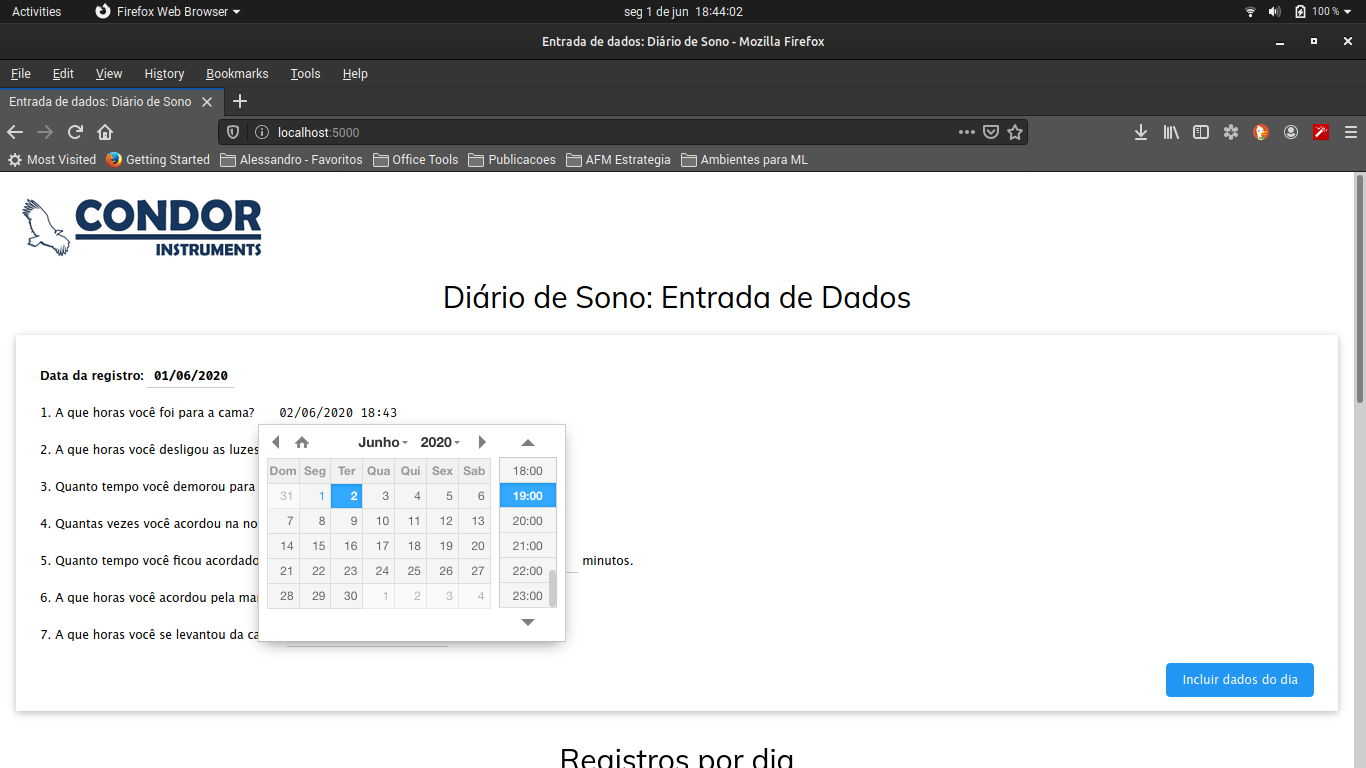 Activities Firefox Web Browser seg 1 de jun 18:44:02 100 %
Entrada de dados: Diário de Sono - Mozilla Firefox
File Edit View History Bookmarks Tools Help
Entrada de dados: Diário de Sono
localhost:5000
Most Visited Getting Started Alessandro - Favoritos Office Tools Publicacoes AFM Estrategia Ambientes para ML
CONDOR
INSTRUMENTS
Diário de Sono: Entrada de Dados
Data da registro: 01/06/2020
1. A que horas você foi para a cama? 02/06/2020 18:43
2. A que horas você desligou as luzes
3. Quanto tempo você demorou para
4. Quantas vezes você acordou na no
5. Quanto tempo você ficou acordado minutos.
6. A que horas você acordou pela ma
7. A que horas você se levantou da ca
Junho 2020
Dom Seg Ter Qua Qui Sex Sab
31 1 2 3 4 5 6
7 8 9 10 11 12 13
14 15 16 17 18 19 20
21 22 23 24 25 26 27
28 29 30 1 2 3 4
18:00
19:00
20:00
21:00
22:00
23:00
Incluir dados do dia
Registros por dia